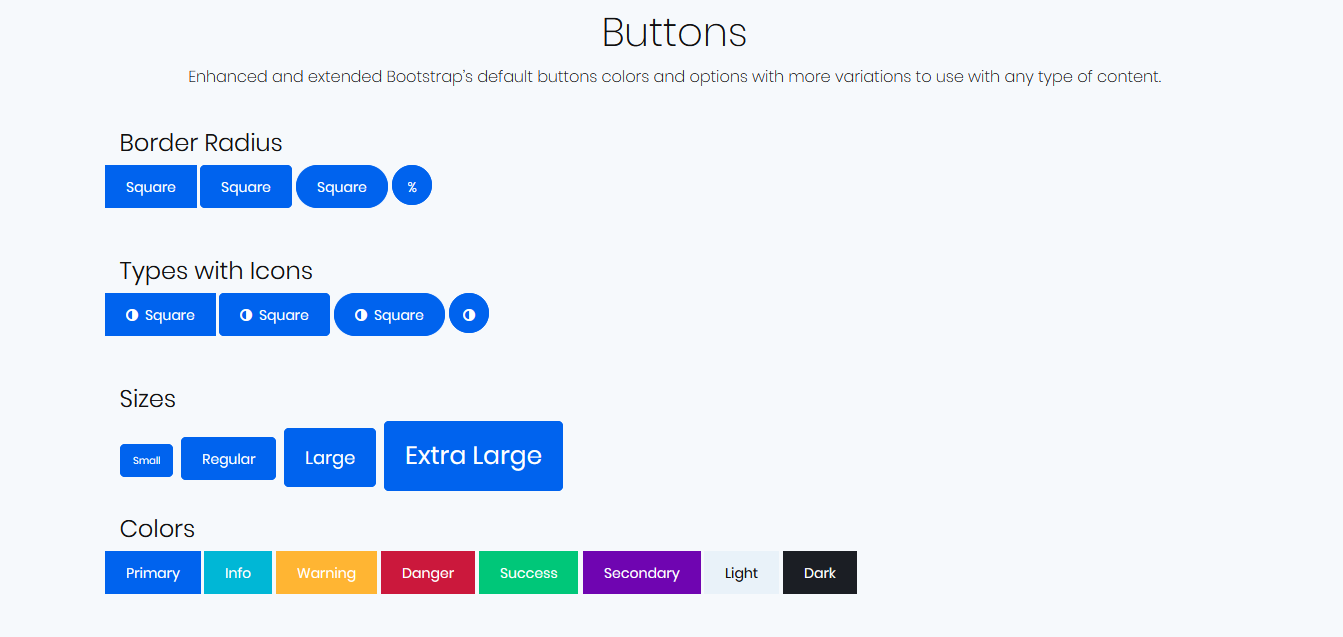 Buttons
Enhanced and extended Bootstrap's default buttons colors and options with more variations to use with any type of content.
Border Radius
Square Square Square %
Types with Icons
Square Square Square
Sizes
Small Regular Large Extra Large
Colors
Primary Info Warning Danger Success Secondary Light Dark